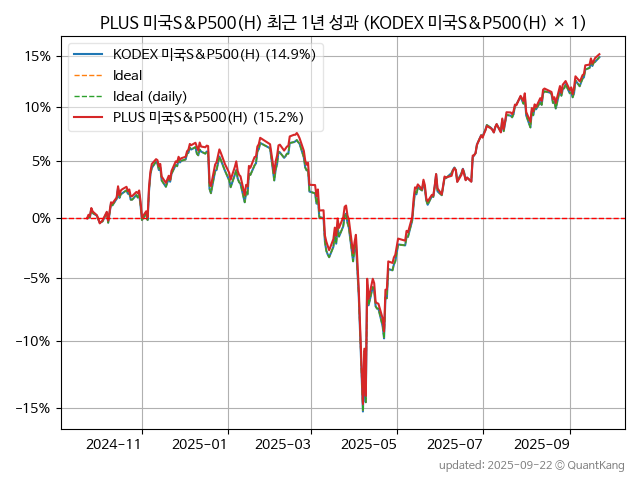 PLUS 미국S&P500(H) 최근 1년 성과 (KODEX 미국S&P500(H) × 1)
KODEX 미국S&P500(H) (14.9%)
Ideal
Ideal (daily)
PLUS 미국S&P500(H) (15.2%)
15%
10%
5%
0%
−5%
−10%
−15%
2024-11
2025-01
2025-03
2025-05
2025-07
2025-09
updated: 2025-09-22 © QuantKang